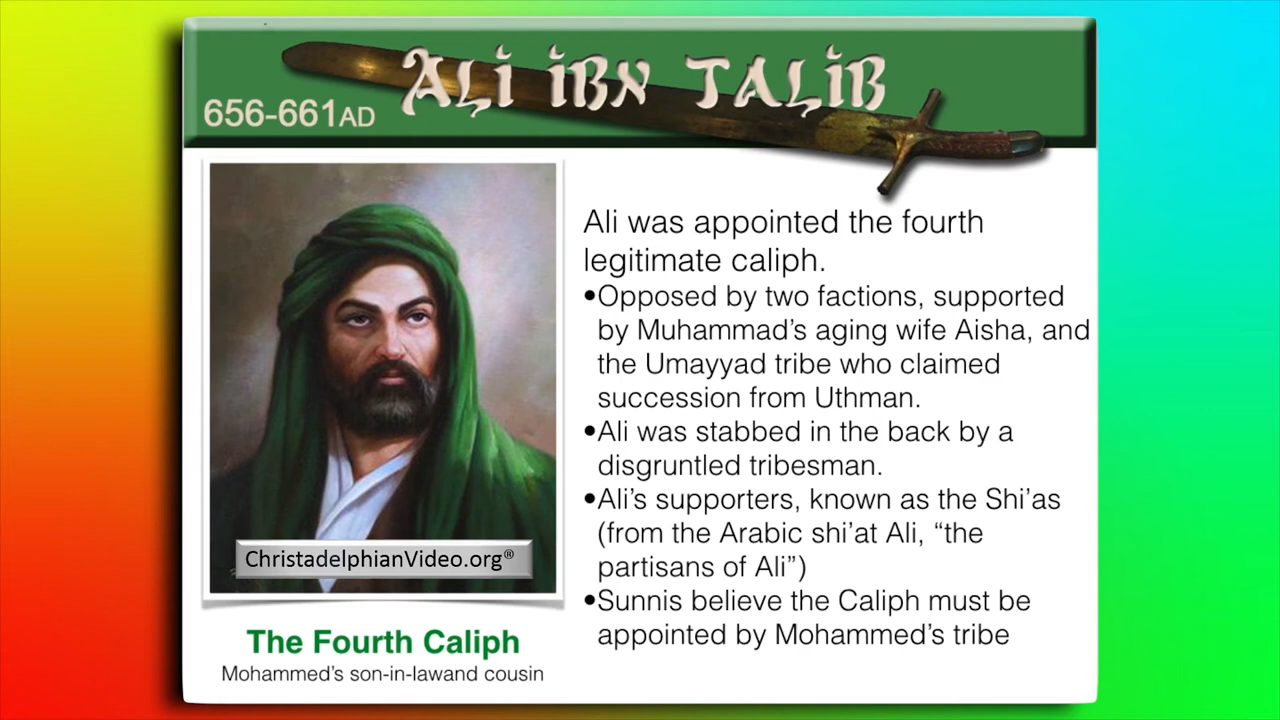 ALi iBN TALiB
656-661AD
Ali was appointed the fourth
legitimate caliph.
•Opposed by two factions, supported
by Muhammad’s aging wife Aisha, and
the Umayyad tribe who claimed
succession from Uthman.
•Ali was stabbed in the back by a
disgruntled tribesman.
•Ali’s supporters, known as the Shi’as
(from the Arabic shi’at Ali, “the
partisans of Ali”)
•Sunnis believe the Caliph must be
appointed by Mohammed’s tribe
ChristadelphianVideo.org®
The Fourth Caliph
Mohammed’s son-in-lawand cousin